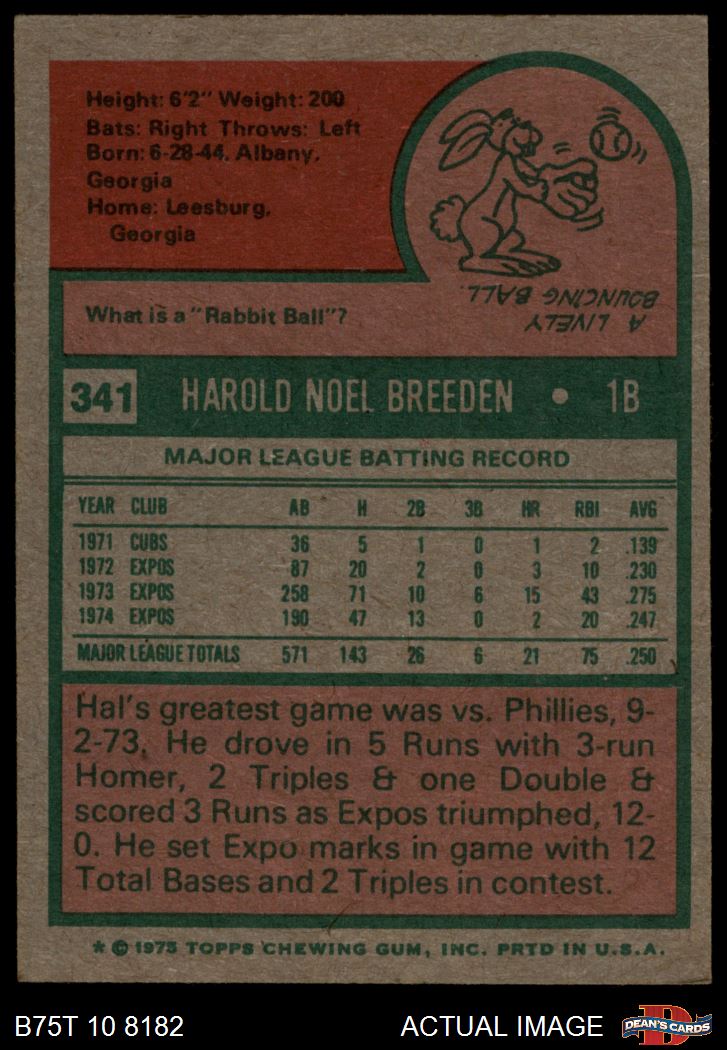 Height: 6'2" Weight: 200
Bats: Right Throws: Left
Born: 6-28-44, Albany,
Georgia
Home: Leesburg,
Georgia
What is a "Rabbit Ball"?
A LIVELY
BOUNCING BALL.
341 HAROLD NOEL BREEDEN • 1B
MAJOR LEAGUE BATTING RECORD
YEAR CLUB AB H 2B 3B HR RBI AVG
1971 CUBS 36 5 1 0 1 2 .139
1972 EXPOS 87 20 2 0 3 10 .230
1973 EXPOS 258 71 10 6 15 43 .275
1974 EXPOS 190 47 13 0 2 20 .247
MAJOR LEAGUE TOTALS 571 143 26 6 21 75 .250
Hal's greatest game was vs. Phillies, 9-
2-73. He drove in 5 Runs with 3-run
Homer, 2 Triples & one Double &
scored 3 Runs as Expos triumphed, 12-
0. He set Expo marks in game with 12
Total Bases and 2 Triples in contest.
* © 1975 TOPPS CHEWING GUM, INC. PRTD IN U.S.A.
B75T 10 8182 ACTUAL IMAGE DEAN'S CARDS